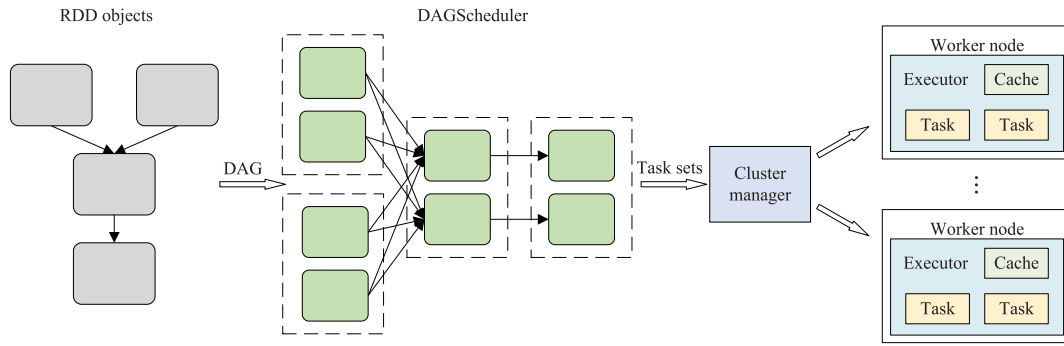 RDD objects
DAGScheduler
DAG
Task sets
Cluster
manager
Worker node
Executor
Cache
Task
Task
⋮
Worker node
Executor
Cache
Task
Task